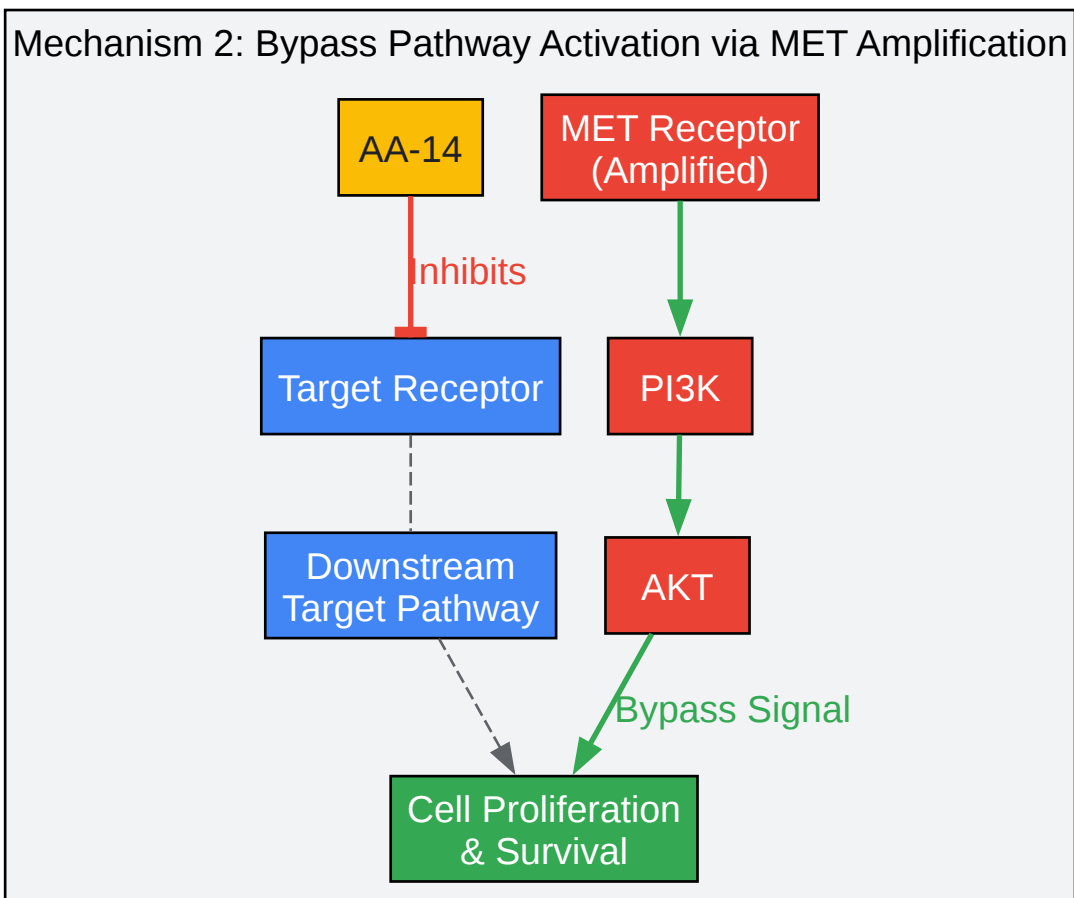 Mechanism 2: Bypass Pathway Activation via MET Amplification
AA-14
MET Receptor
(Amplified)
Inhibits
Target Receptor
PI3K
Downstream
Target Pathway
AKT
Bypass Signal
Cell Proliferation
& Survival